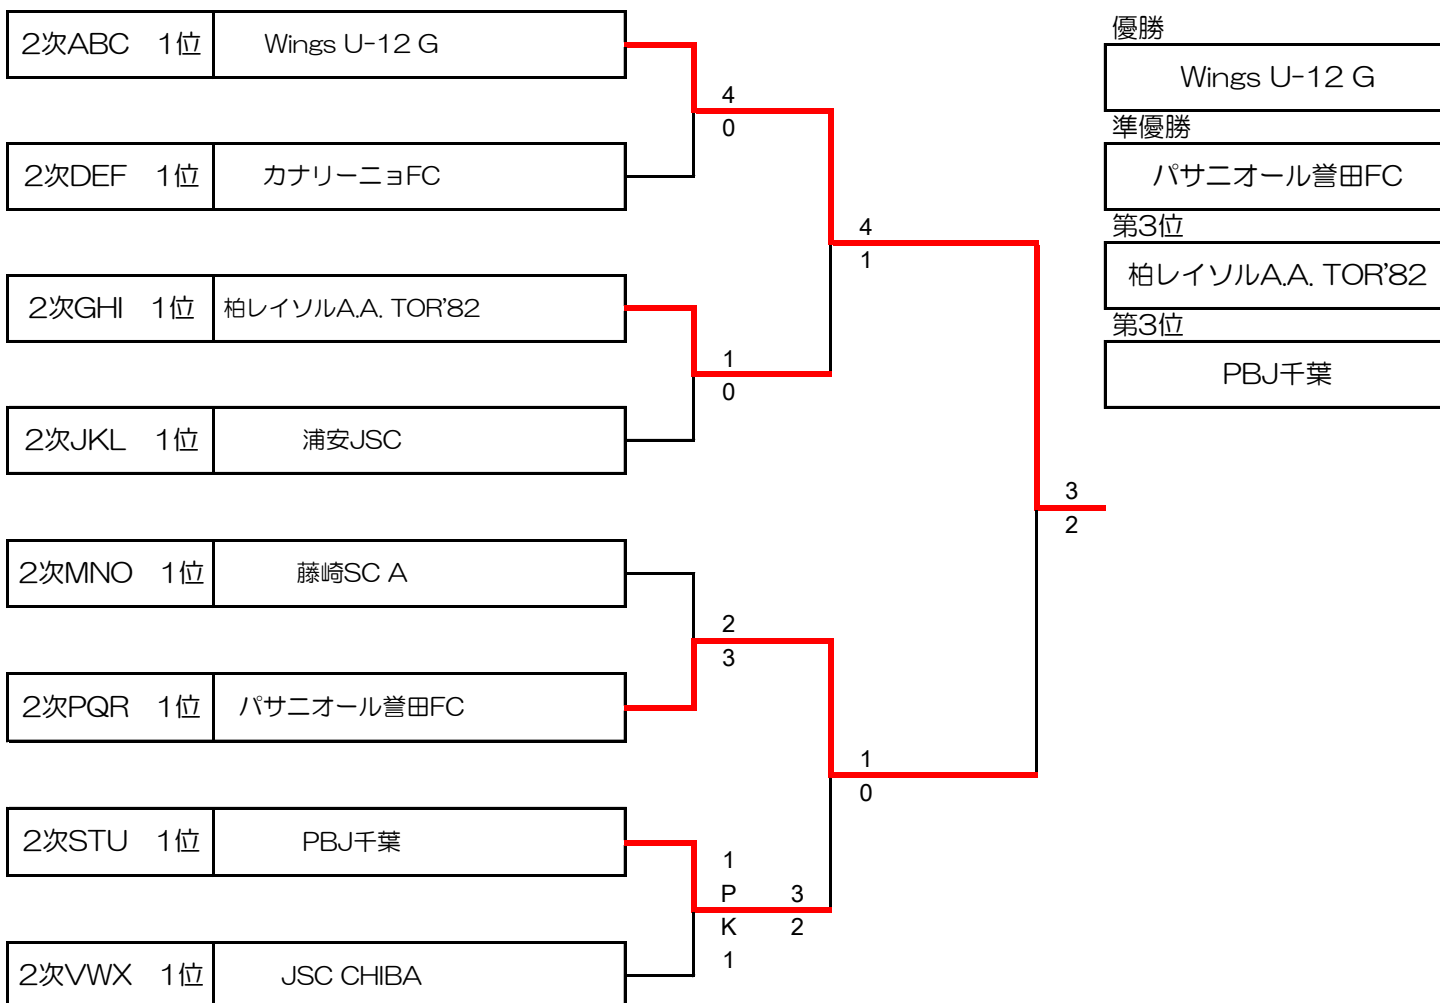 2次ABC 1位 Wings U-12 G
4
0
2次DEF 1位 カナリーニョFC
4
1
2次GHI 1位 柏レイソルA.A. TOR'82
1
0
2次JKL 1位 浦安JSC
3
2
2次MNO 1位 藤崎SC A
2
3
2次PQR 1位 パサニオール誉田FC
1
0
2次STU 1位 PBJ千葉
1
P 3
K 2
1
2次VWX 1位 JSC CHIBA
優勝
Wings U-12 G
準優勝
パサニオール誉田FC
第3位
柏レイソルA.A. TOR'82
第3位
PBJ千葉